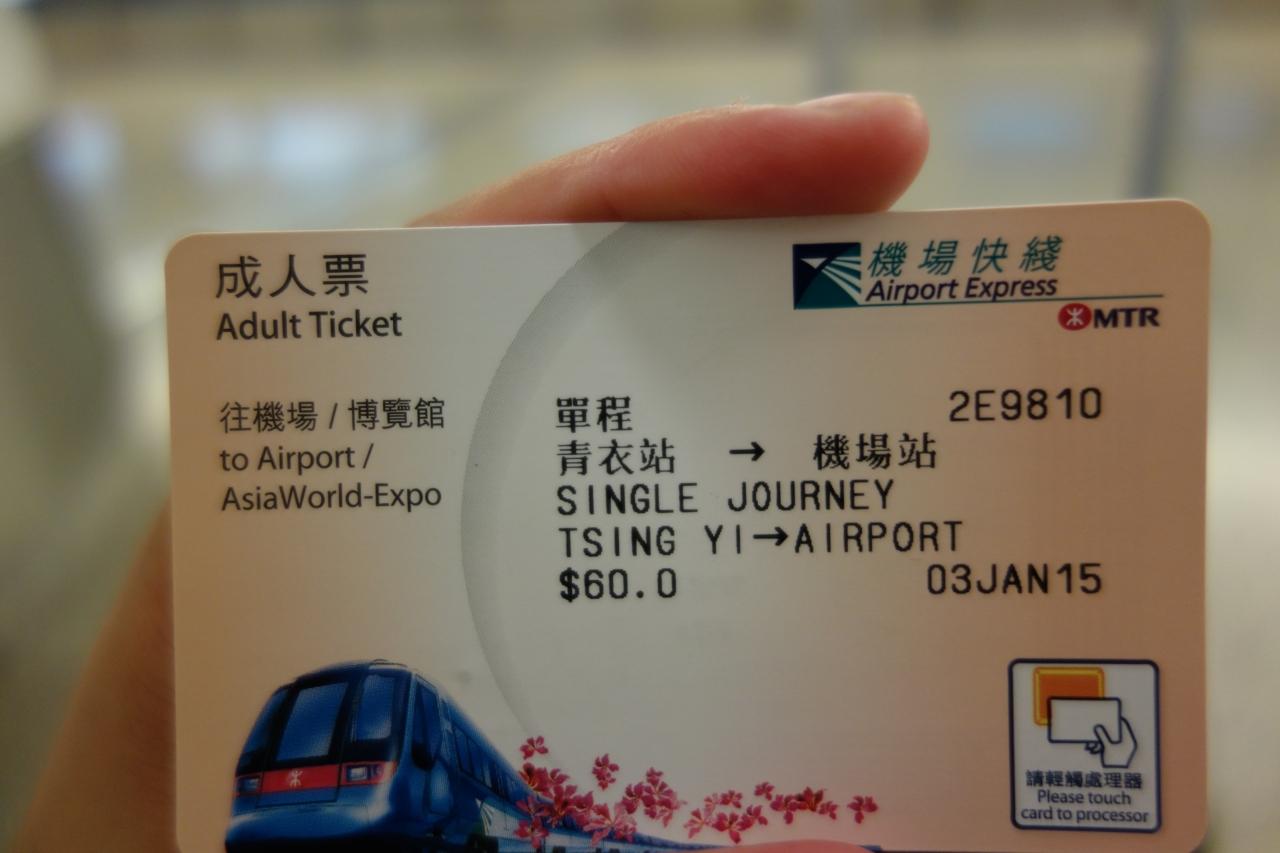 成人票
Adult Ticket
機場快綫
Airport Express
MTR
往機場 / 博覽館
to Airport /
AsiaWorld-Expo
單程 2E9810
青衣站 → 機場站
SINGLE JOURNEY
TSING YI→AIRPORT
$60.0 03JAN15
請輕觸處理器
Please touch
card to processor